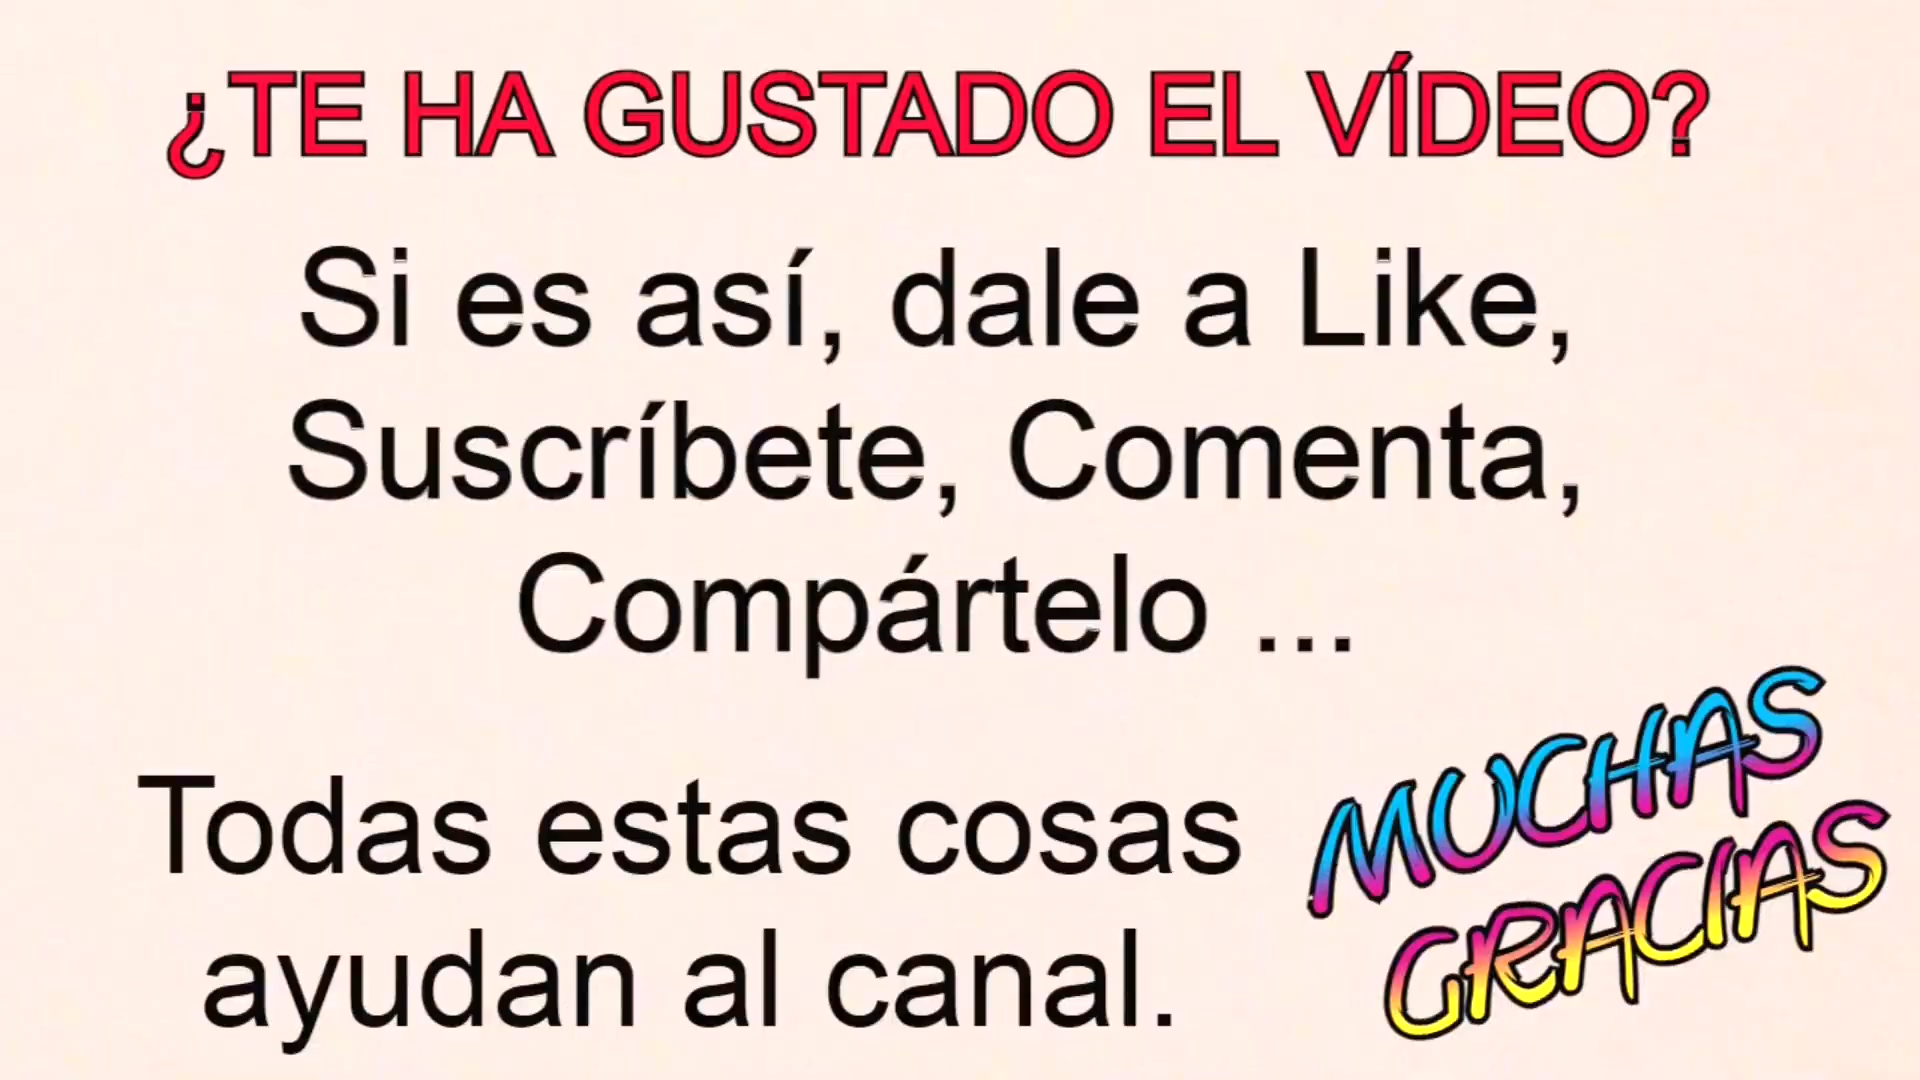 ¿TE HA GUSTADO EL VÍDEO?
Si es así, dale a Like,
Suscríbete, Comenta,
Compártelo ...
Todas estas cosas
ayudan al canal.
MUCHAS
GRACIAS